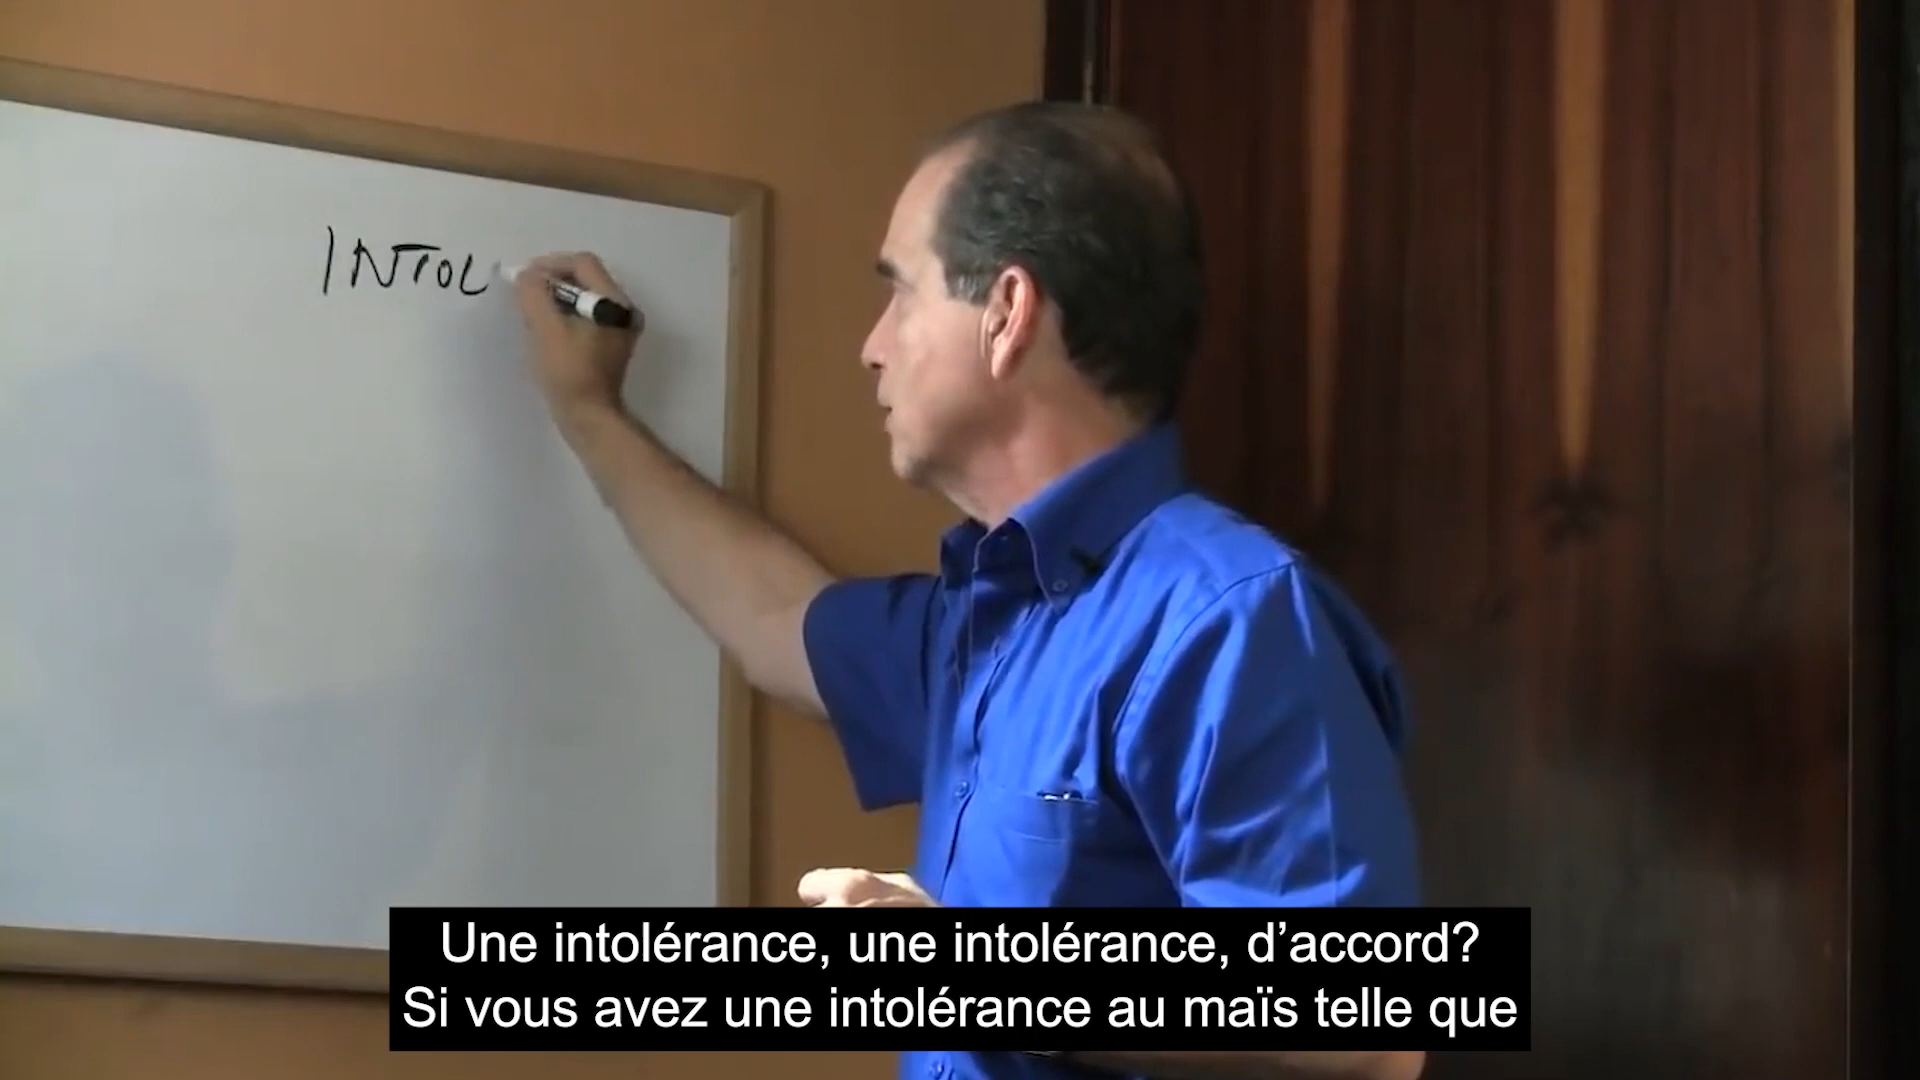 INTOL
Une intolérance, une intolérance, d’accord?
Si vous avez une intolérance au maïs telle que